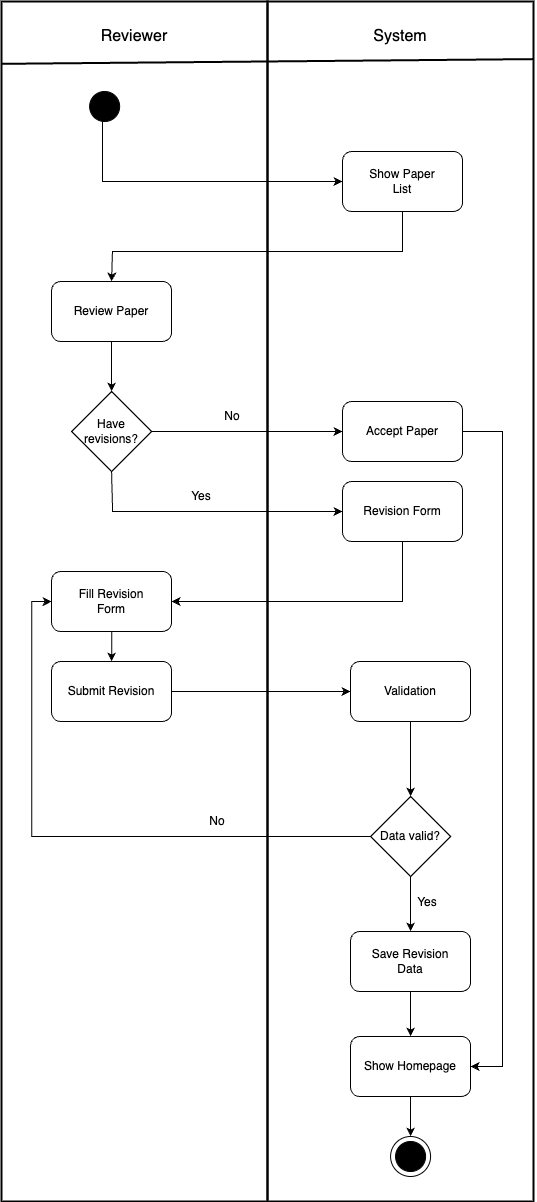 Reviewer
System
Show Paper
List
Review Paper
Have
revisions?
No
Accept Paper
Yes
Revision Form
Fill Revision
Form
Submit Revision
Validation
No
Data valid?
Yes
Save Revision
Data
Show Homepage